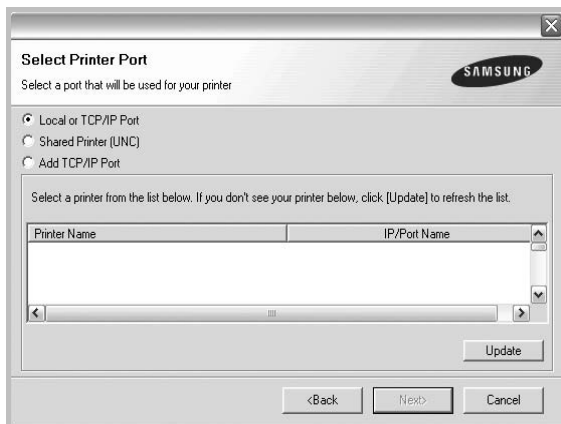 Select Printer Port
Select a port that will be used for your printer
SAMSUNG
Local or TCP/IP Port
Shared Printer (UNC)
Add TCP/IP Port
Select a printer from the list below. If you don't see your printer below, click [Update] to refresh the list.
Printer Name IP/Port Name
Update
<Back Next> Cancel